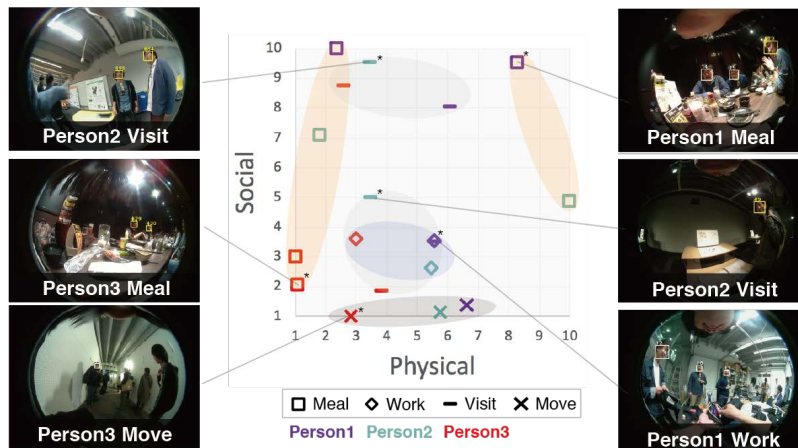 Person2 Visit
Person3 Meal
Person3 Move
Social
10
9
8
7
6
5
4
3
2
1
*
*
*
*
*
*
1 2 3 4 5 6 7 8 9 10
Physical
Meal Work Visit Move
Person1 Person2 Person3
Person1 Meal
Person2 Visit
Person1 Work